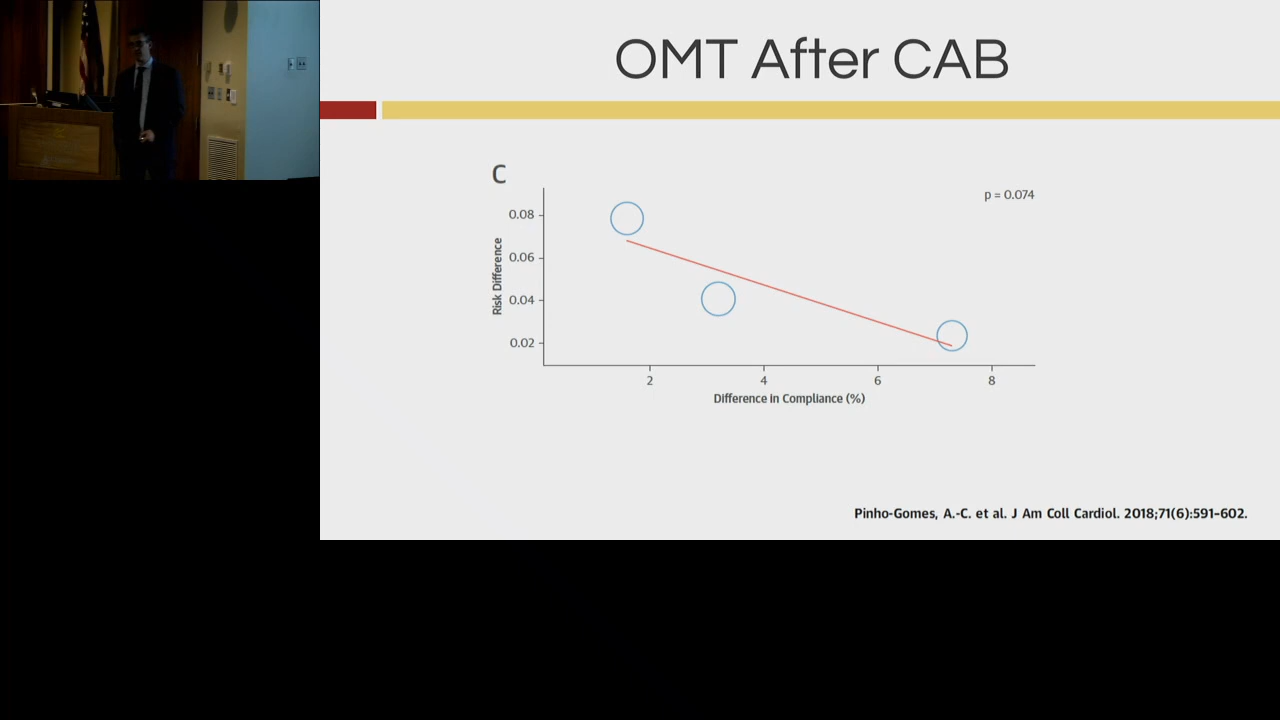 OMT After CAB
C
p = 0.074
Risk Difference
0.08
0.06
0.04
0.02
2 4 6 8
Difference in Compliance (%)
Pinho-Gomes, A.-C. et al. J Am Coll Cardiol. 2018;71(6):591–602.